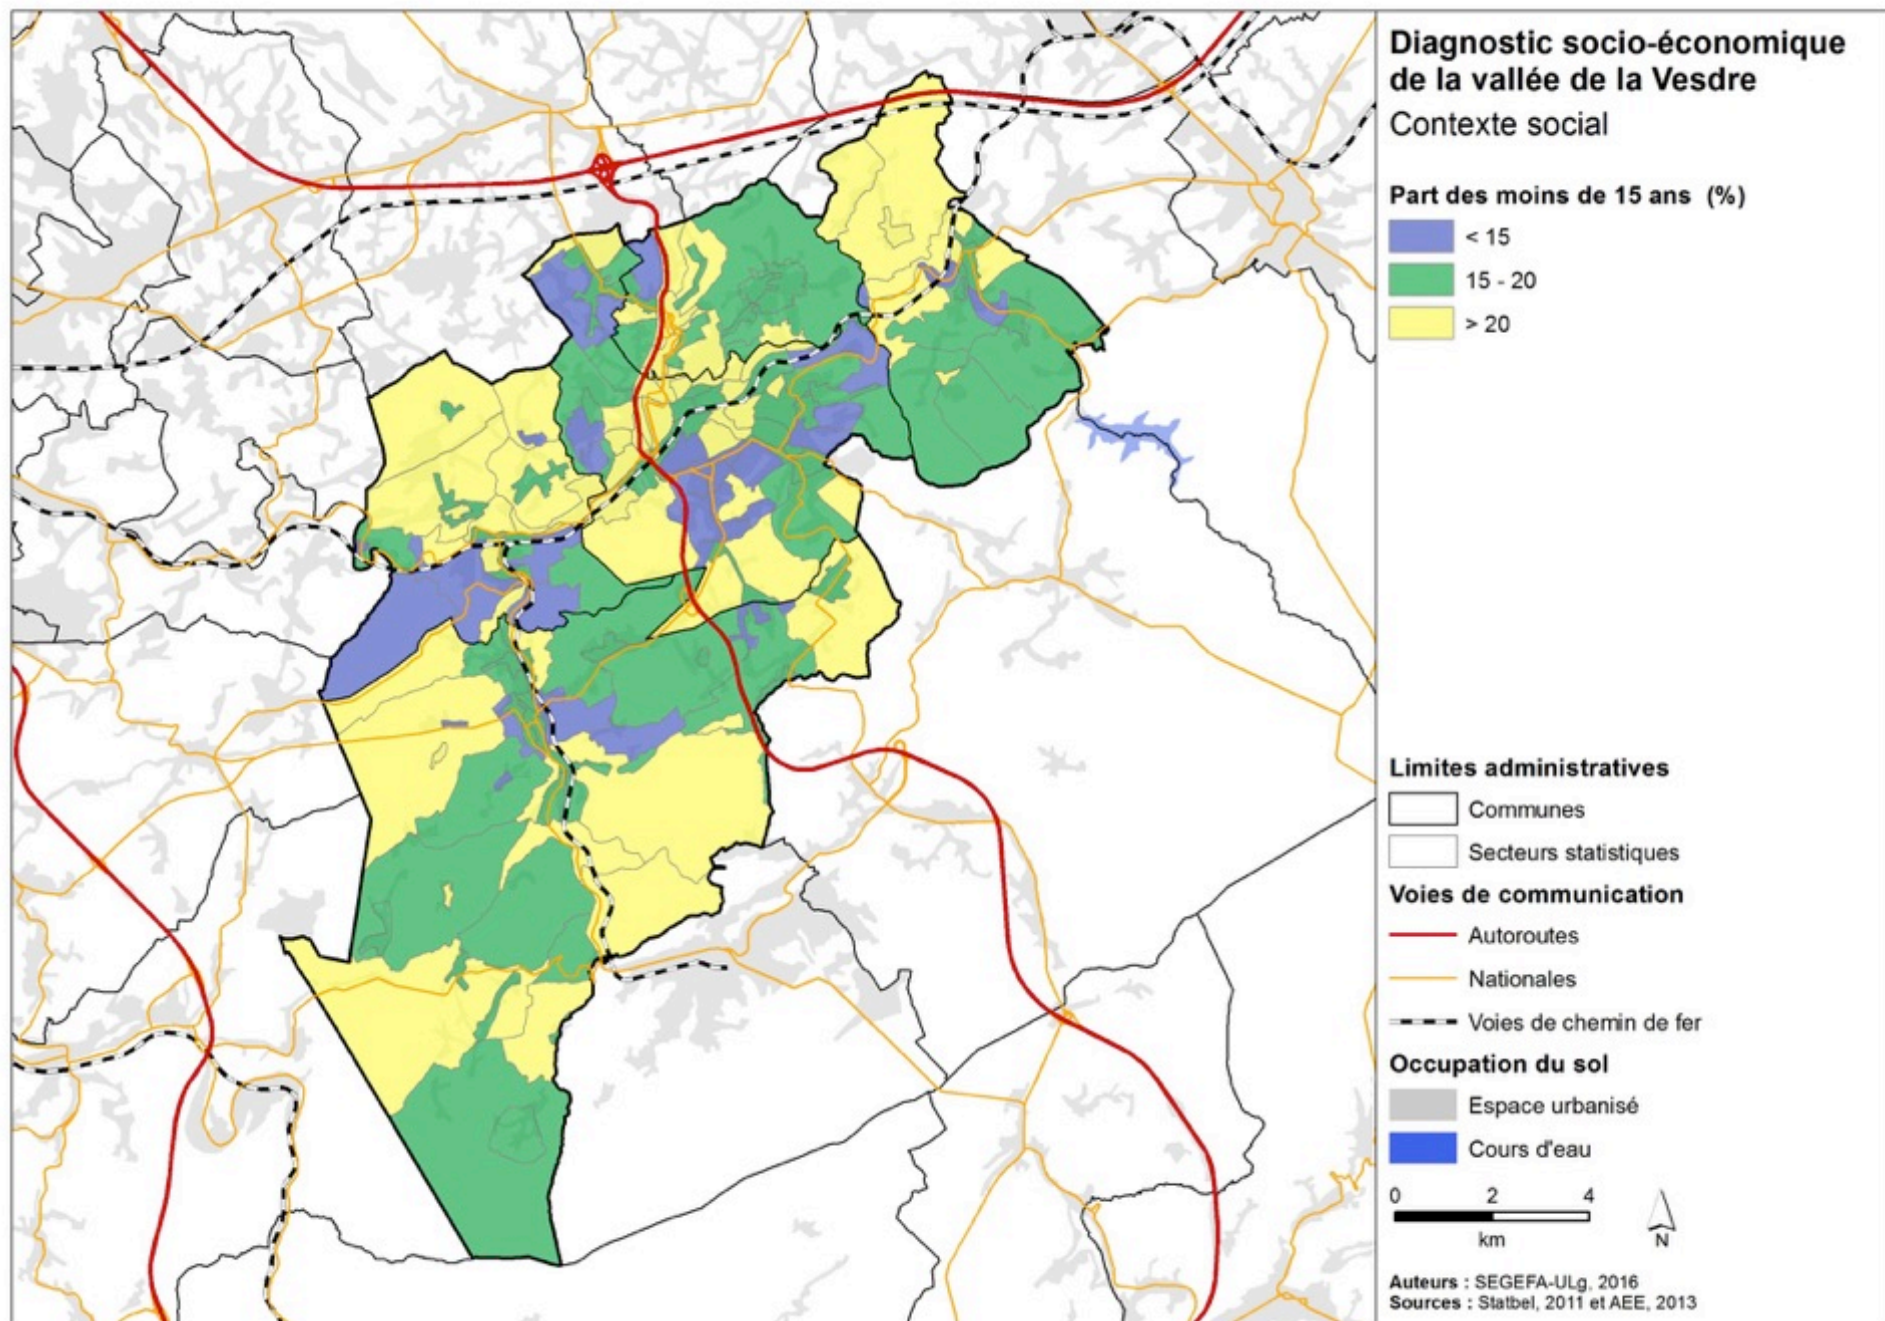 Diagnostic socio-économique
de la vallée de la Vesdre
Contexte social
Part des moins de 15 ans (%)
< 15
15 - 20
> 20
Limites administratives
Communes
Secteurs statistiques
Voies de communication
Autoroutes
Nationales
Voies de chemin de fer
Occupation du sol
Espace urbanisé
Cours d'eau
0 2 4
km
N
Auteurs : SEGEFA-ULg, 2016
Sources : Statbel, 2011 et AEE, 2013